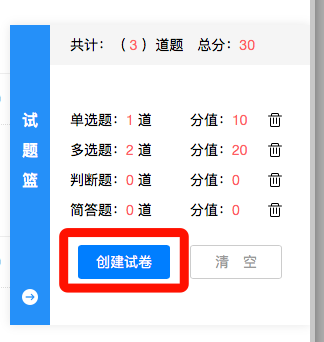 共计：（3）道题 总分：30
试题篮
单选题：1 道 分值：10
多选题：2 道 分值：20
判断题：0 道 分值：0
简答题：0 道 分值：0
创建试卷 清 空